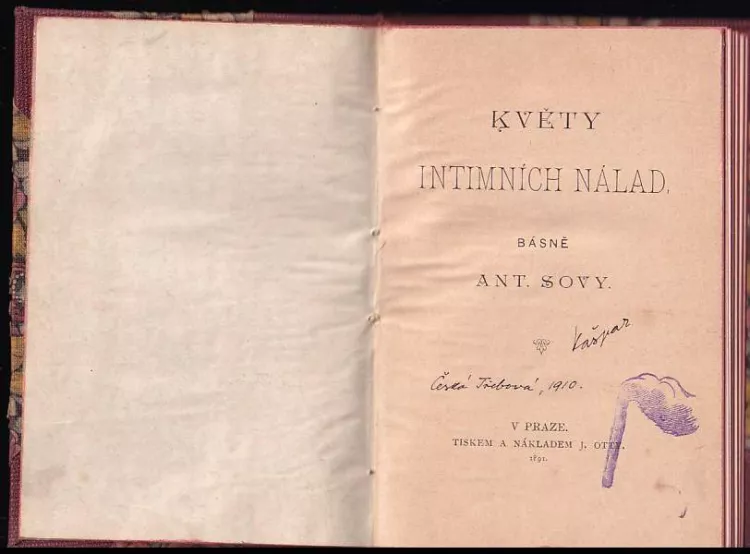 KVĚTY
INTIMNÍCH NÁLAD.
BÁSNĚ
ANT. SOVY.
Kašpar
Česká Třebová, 1910.
V PRAZE.
TISKEM A NÁKLADEM J. OTTY.
1891.